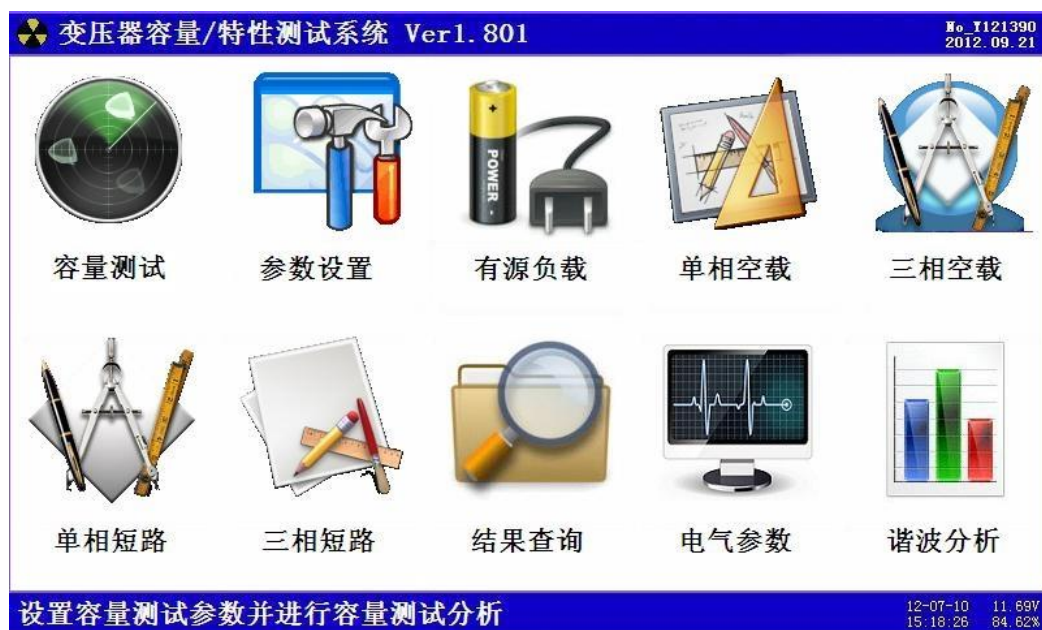 变压器容量/特性测试系统 Ver1.801
No_Y121390
2012.09.21
POWER
容量测试 参数设置 有源负载 单相空载 三相空载
单相短路 三相短路 结果查询 电气参数 谐波分析
设置容量测试参数并进行容量测试分析
12-07-10 11.69V
15:18:26 84.62%